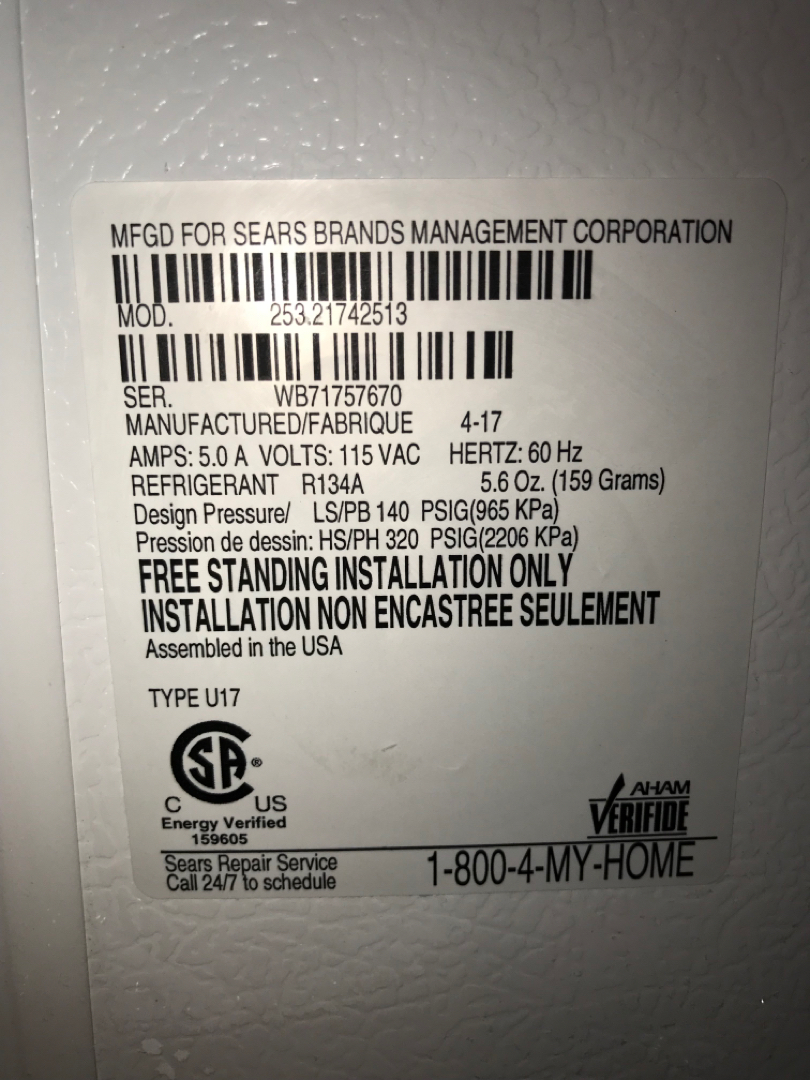 MFGD FOR SEARS BRANDS MANAGEMENT CORPORATION
MOD. 253.21742513
SER. WB71757670
MANUFACTURED/FABRIQUE 4-17
AMPS: 5.0 A VOLTS: 115 VAC HERTZ: 60 Hz
REFRIGERANT R134A 5.6 Oz. (159 Grams)
Design Pressure/ LS/PB 140 PSIG(965 KPa)
Pression de dessin: HS/PH 320 PSIG(2206 KPa)
FREE STANDING INSTALLATION ONLY
INSTALLATION NON ENCASTREE SEULEMENT
Assembled in the USA
TYPE U17
SA ®
C US
Energy Verified
159605
AHAM
VERIFIDE
Sears Repair Service
Call 24/7 to schedule
1-800-4-MY-HOME